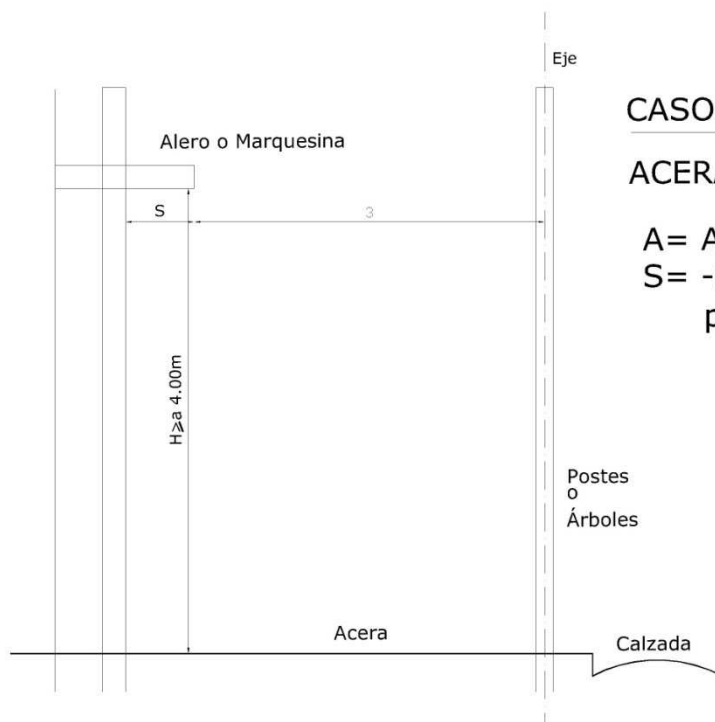 Eje
CASO
ACERA
Alero o Marquesina
S
3
A= A
S= -
p
H⩾a 4.00m
Postes
o
Árboles
Acera
Calzada